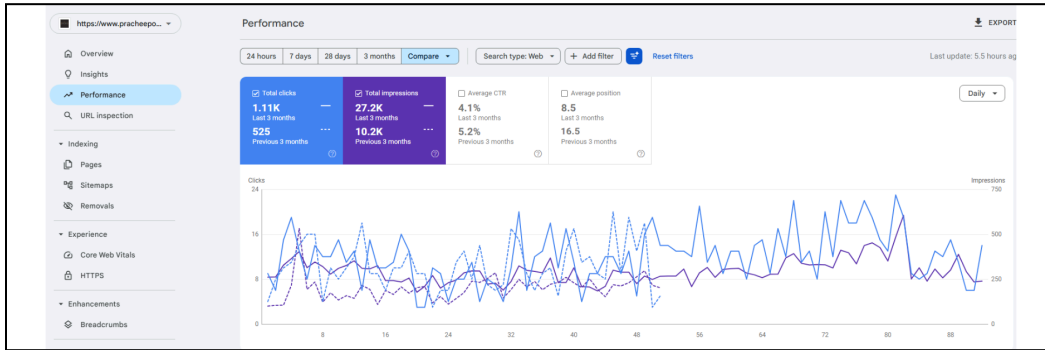 https://www.pracheepo...
Performance
EXPORT
Overview
Insights
Performance
URL inspection
Indexing
Pages
Sitemaps
Removals
Experience
Core Web Vitals
HTTPS
Enhancements
Breadcrumbs
24 hours 7 days 28 days 3 months Compare
Search type: Web
+ Add filter
Reset filters
Last update: 5.5 hours ag
Total clicks
1.11K
Last 3 months
525
Previous 3 months
Total impressions
27.2K
Last 3 months
10.2K
Previous 3 months
Average CTR
4.1%
Last 3 months
5.2%
Previous 3 months
Average position
8.5
Last 3 months
16.5
Previous 3 months
Daily
Clicks
Impressions
24
16
8
0
750
500
250
0
8 16 24 32 40 48 56 64 72 80 88